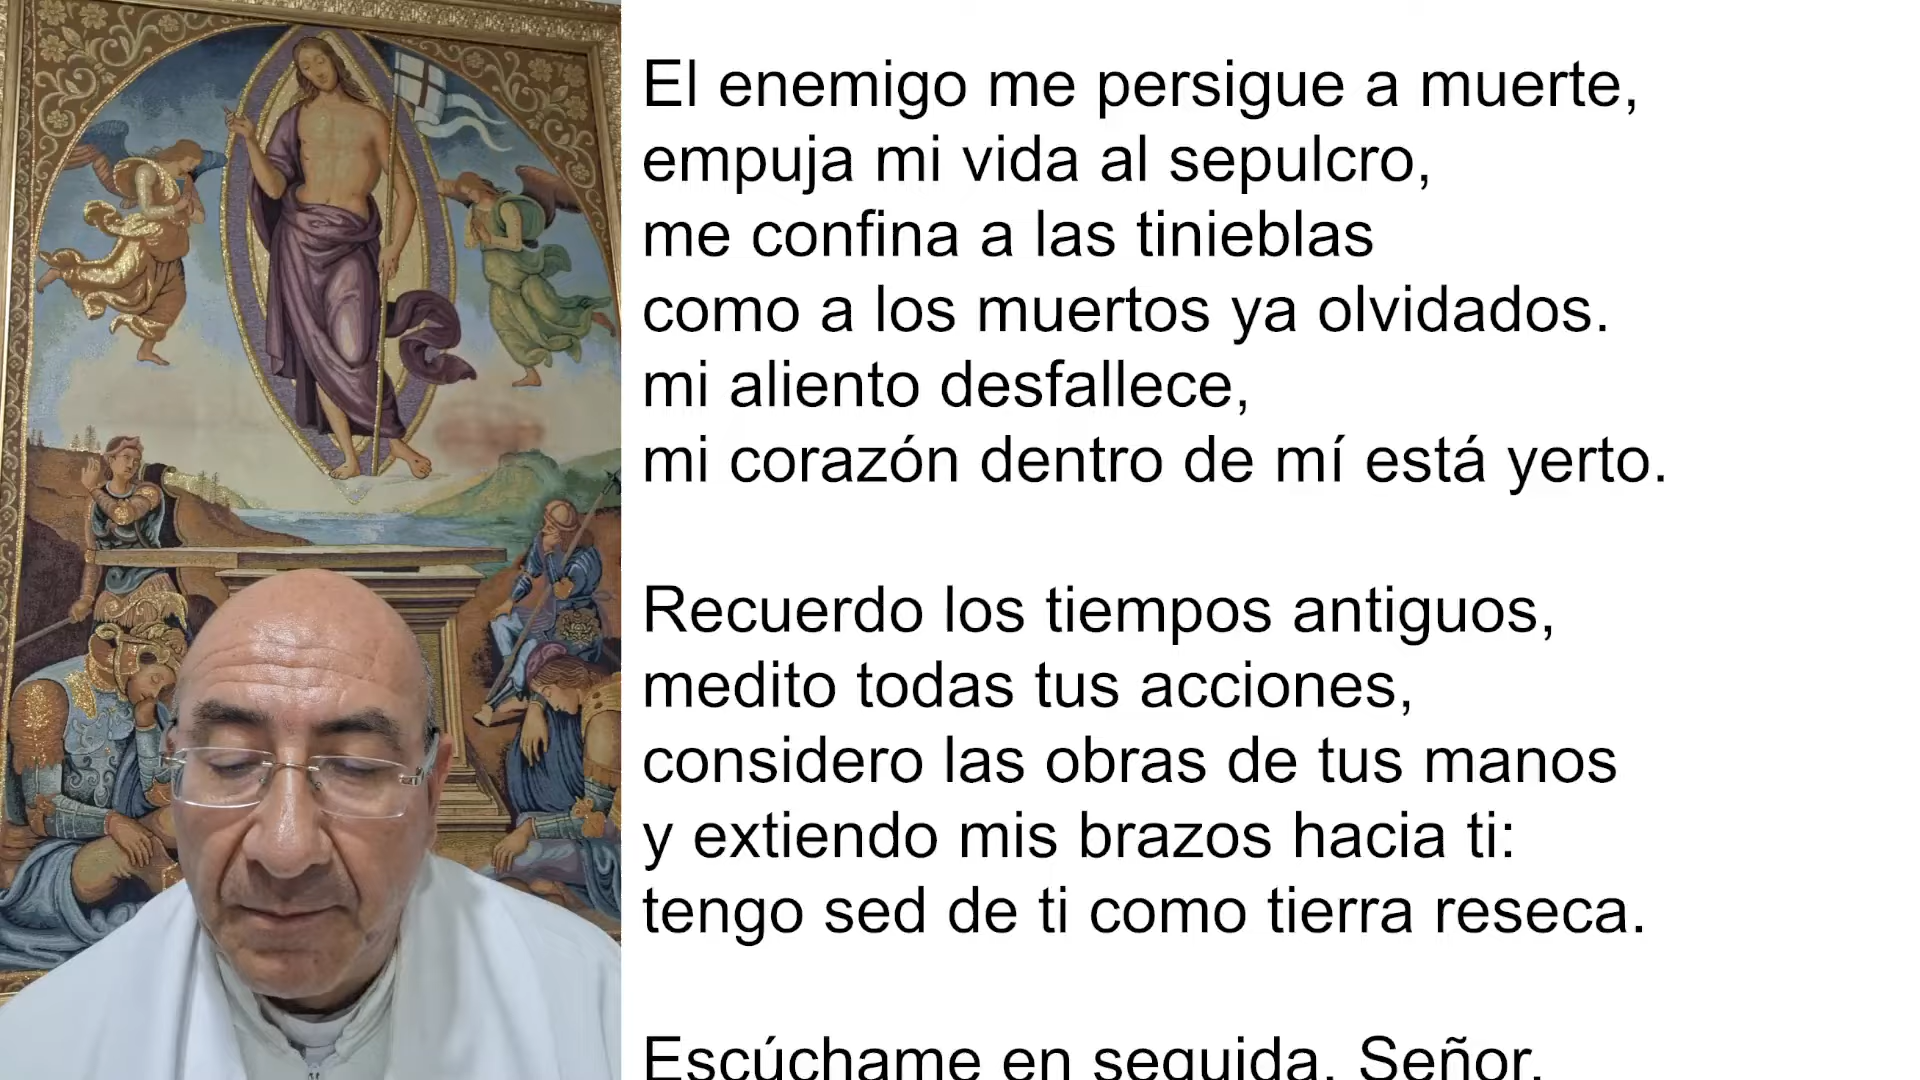 El enemigo me persigue a muerte,
empuja mi vida al sepulcro,
me confina a las tinieblas
como a los muertos ya olvidados.
mi aliento desfallece,
mi corazón dentro de mí está yerto.
Recuerdo los tiempos antiguos,
medito todas tus acciones,
considero las obras de tus manos
y extiendo mis brazos hacia ti:
tengo sed de ti como tierra reseca.
Escúchame en seguida, Señor,